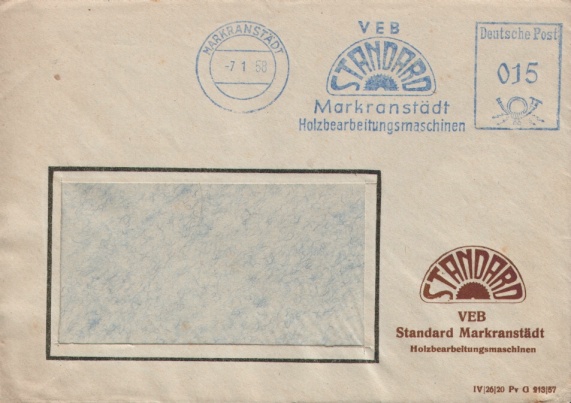 MARKRANSTÄDT
-7 1 58
VEB
STANDARD
Markranstädt
Holzbearbeitungsmaschinen
Deutsche Post
015
STANDARD
VEB
Standard Markranstädt
Holzbearbeitungsmaschinen
IV|26|20 Pv G 913|57